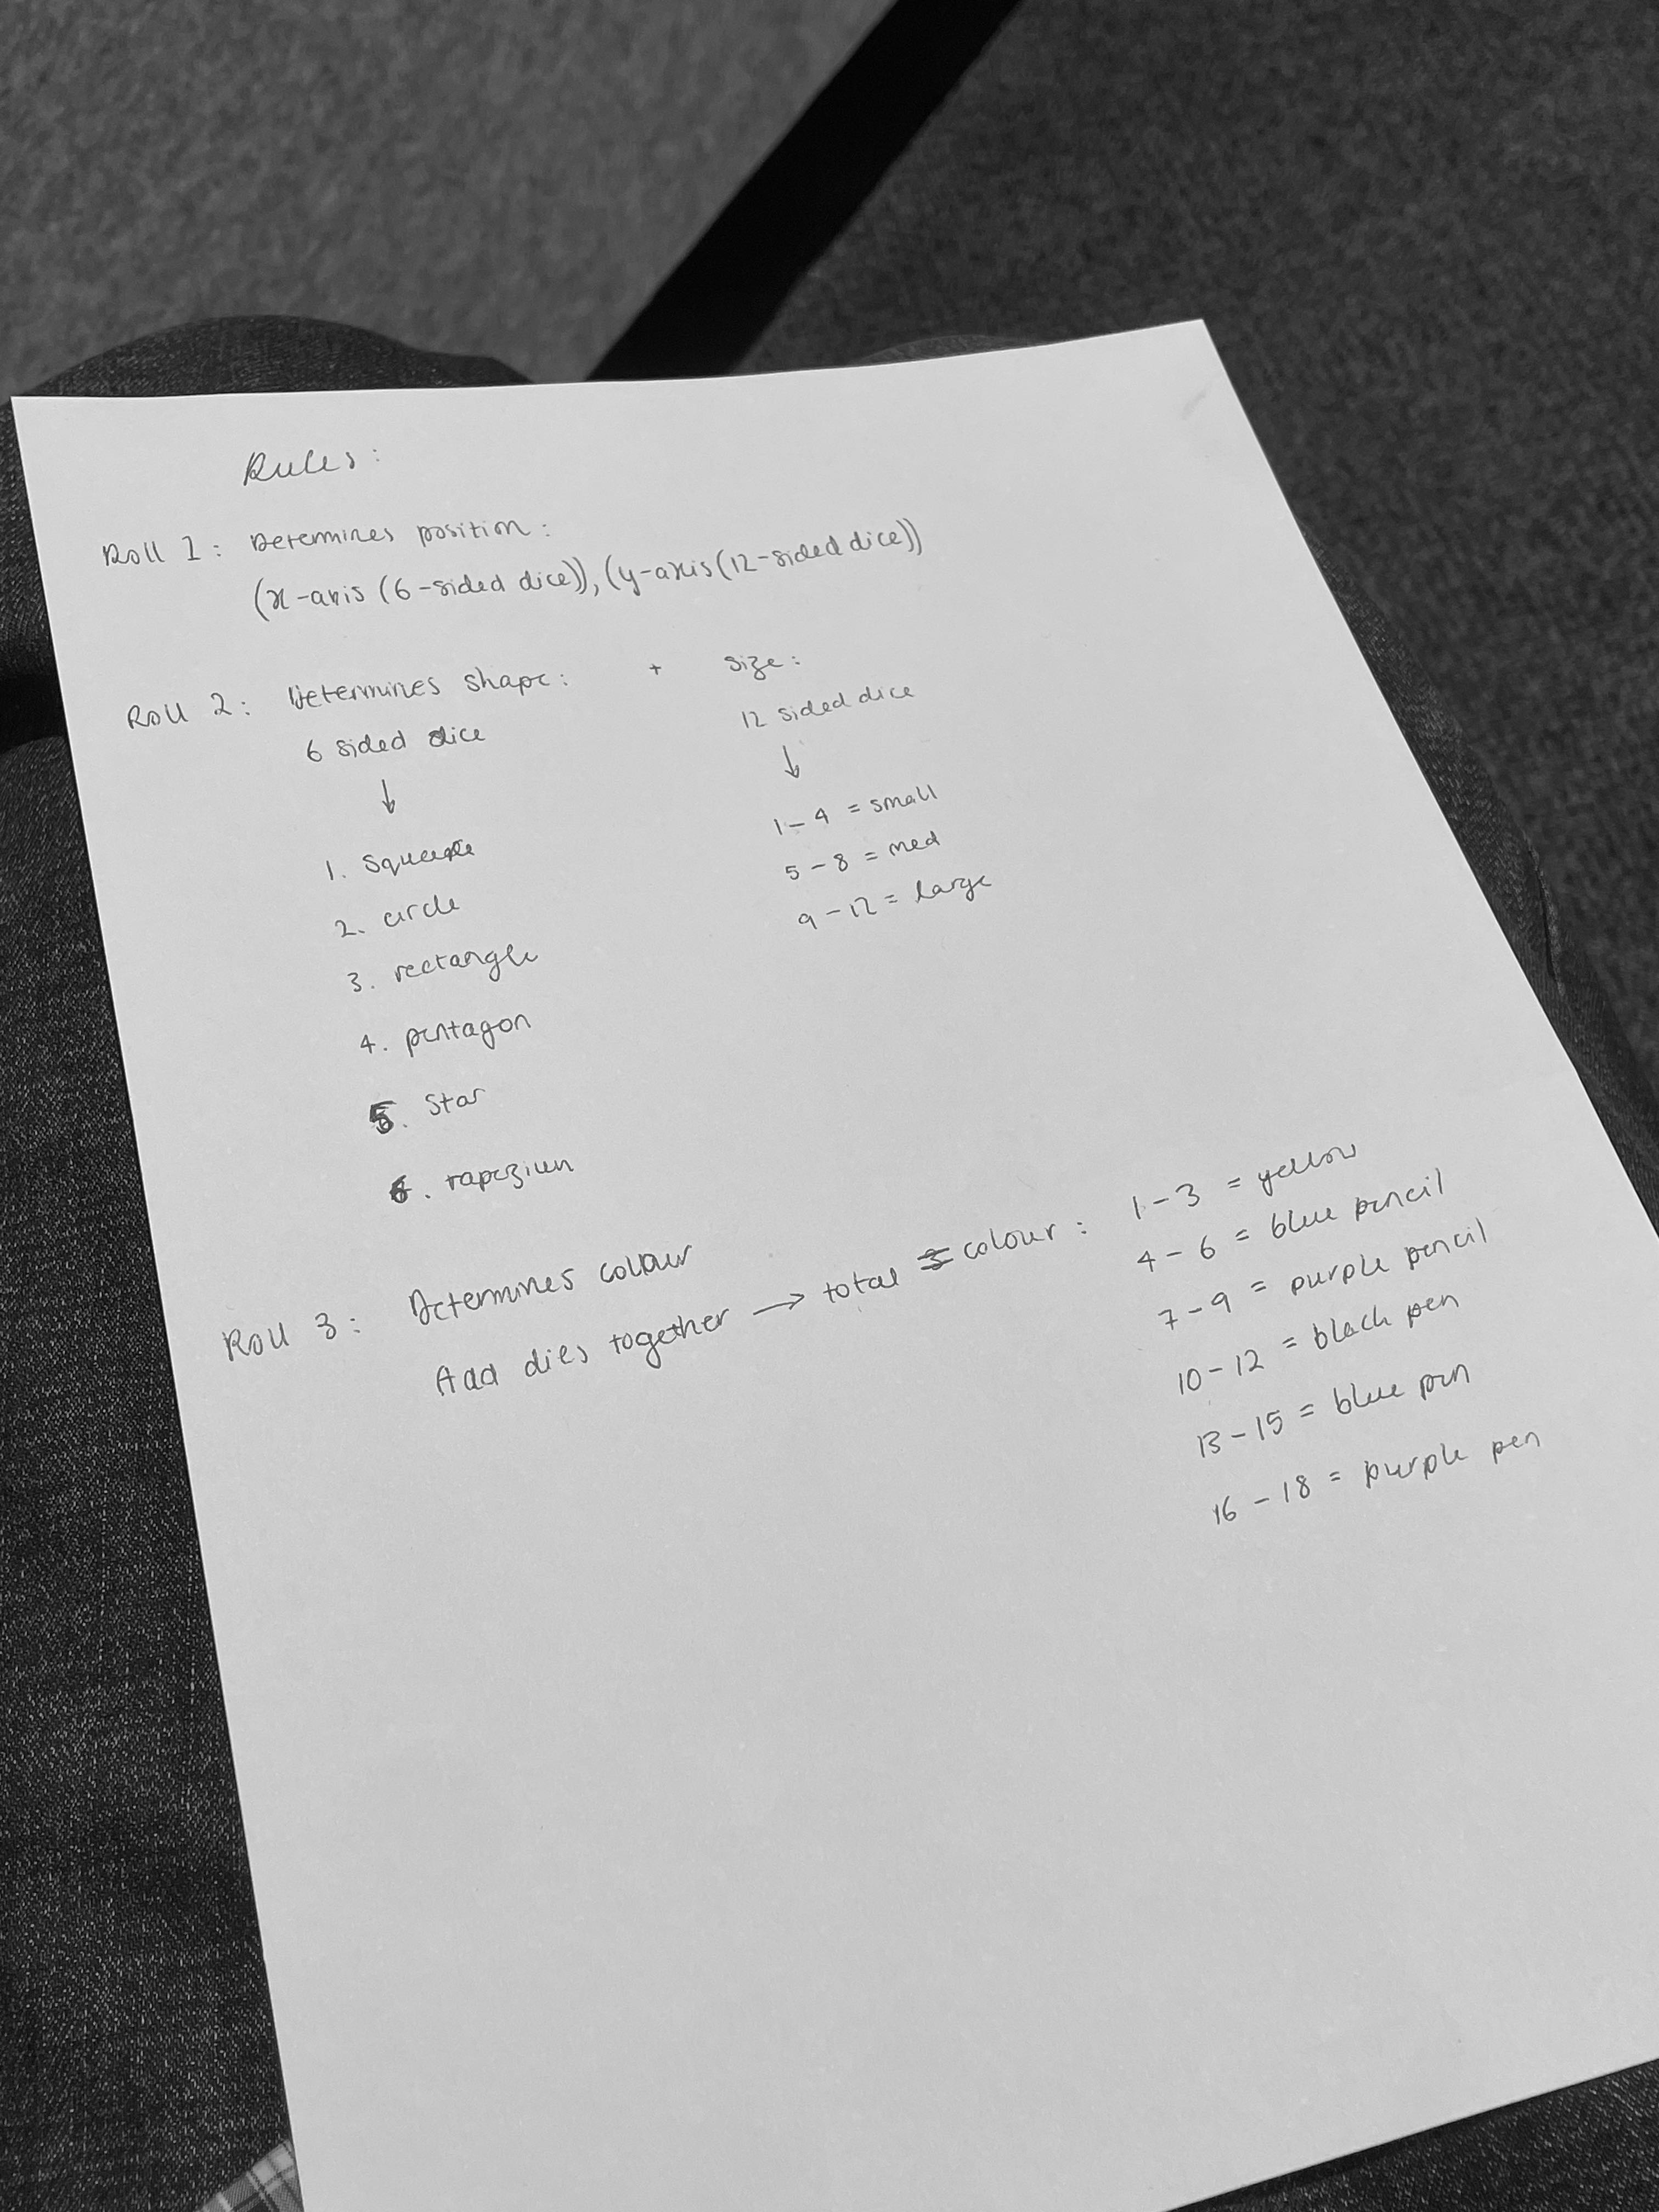 Rules:
Roll 1: Determines position:
(x-axis (6-sided dice)), (y-axis (12-sided dice))
Roll 2: Determines shape: + size:
6 sided dice
12 sided dice
↓
↓
1. Square
2. circle
3. rectangle
4. pentagon
5. Star
6. trapezium
1-4 = small
5-8 = med
9-12 = large
Roll 3: Determines colour
Add dies together → total = colour:
1-3 = yellow
4-6 = blue pencil
7-9 = purple pencil
10-12 = black pen
13-15 = blue pen
16-18 = purple pen